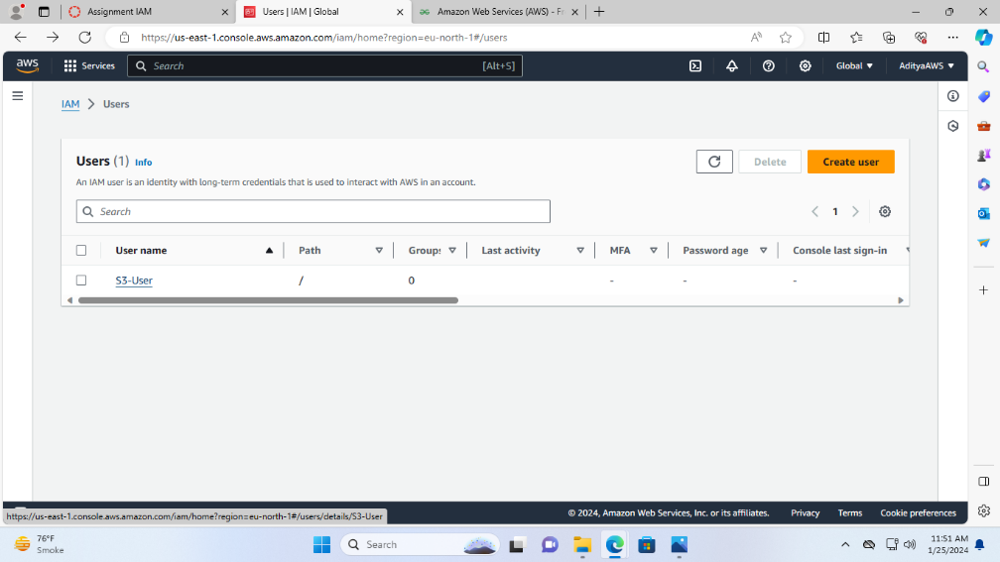 Assignment IAM
Users | IAM | Global
Amazon Web Services (AWS) - Fr
https://us-east-1.console.aws.amazon.com/iam/home?region=eu-north-1#/users
aws
Services
Search
[Alt+S]
Global
AdityaAWS
IAM
Users
Users (1) Info
An IAM user is an identity with long-term credentials that is used to interact with AWS in an account.
Delete
Create user
Search
1
User name
Path
Groups
Last activity
MFA
Password age
Console last sign-in
S3-User
/
0
-
-
-
https://us-east-1.console.aws.amazon.com/iam/home?region=eu-north-1#/users/details/S3-User
© 2024, Amazon Web Services, Inc. or its affiliates.
Privacy
Terms
Cookie preferences
76°F
Smoke
Search
11:51 AM
1/25/2024